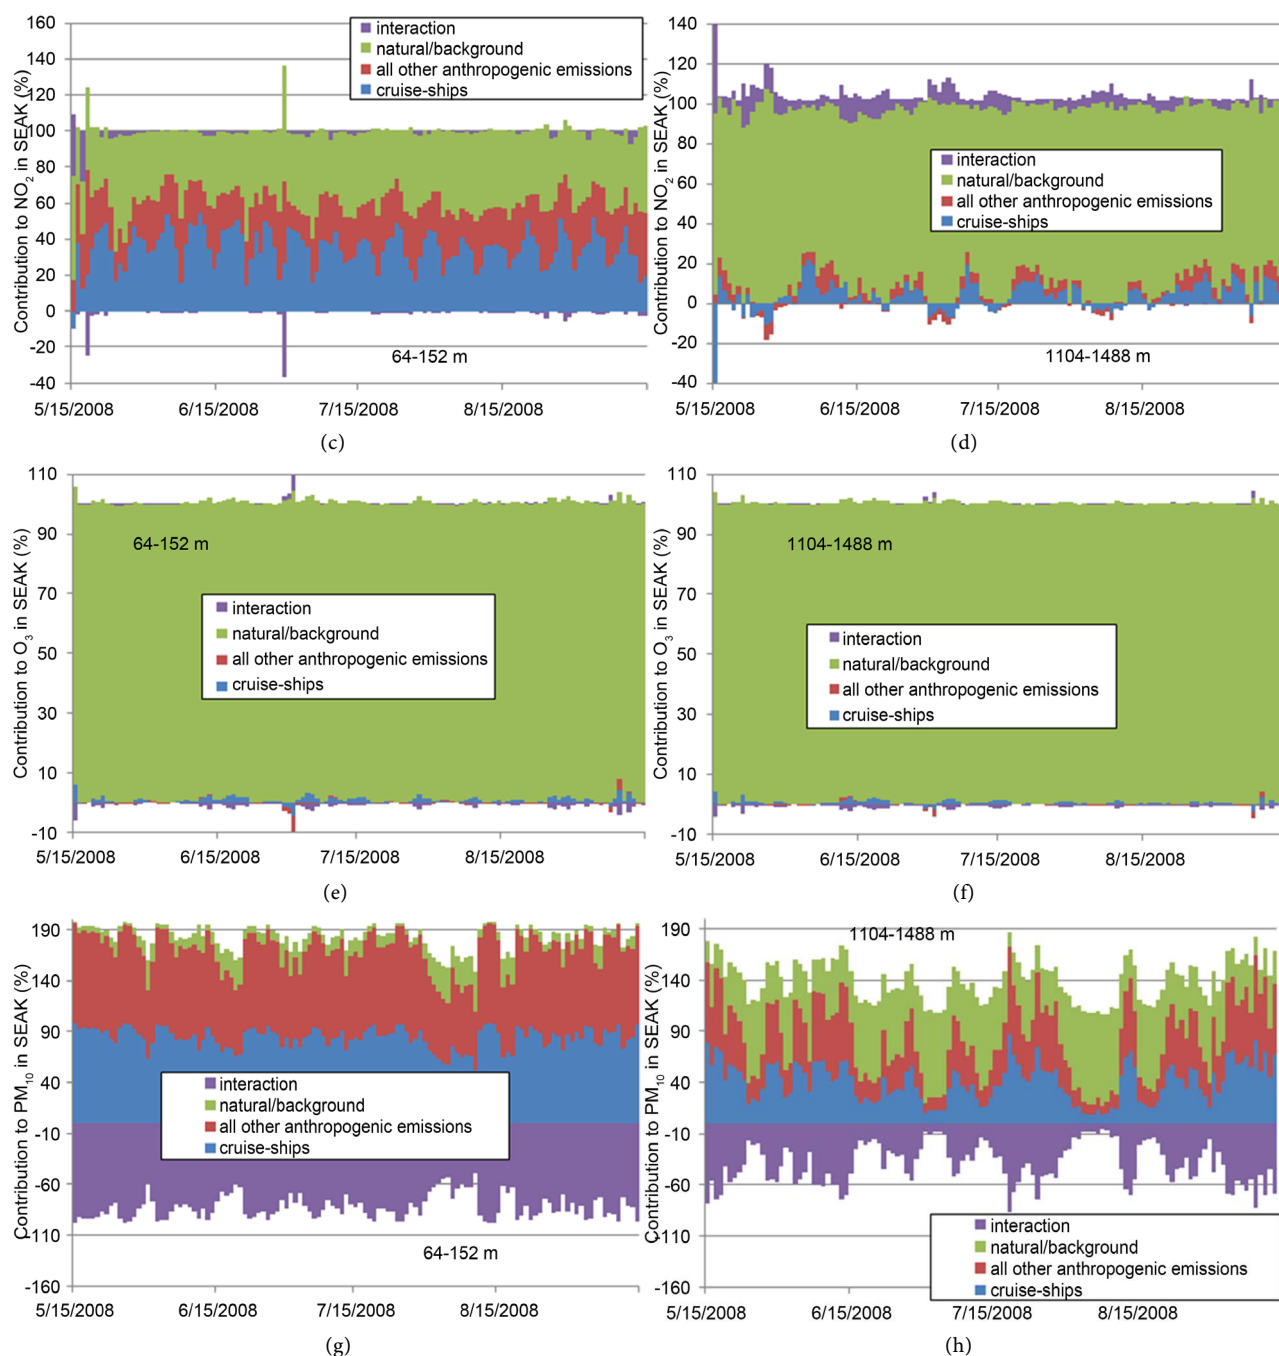 Contribution to NO2 in SEAK (%)
160
140
120
100
80
60
40
20
0
-20
-40
interaction
natural/background
all other anthropogenic emissions
cruise-ships
64-152 m
5/15/2008 6/15/2008 7/15/2008 8/15/2008
(c)
Contribution to NO2 in SEAK (%)
140
120
100
80
60
40
20
0
-20
-40
interaction
natural/background
all other anthropogenic emissions
cruise-ships
1104-1488 m
5/15/2008 6/15/2008 7/15/2008 8/15/2008
(d)
Contribution to O3 in SEAK (%)
110
90
70
50
30
10
-10
64-152 m
interaction
natural/background
all other anthropogenic emissions
cruise-ships
5/15/2008 6/15/2008 7/15/2008 8/15/2008
(e)
Contribution to O3 in SEAK (%)
110
90
70
50
30
10
-10
1104-1488 m
interaction
natural/background
all other anthropogenic emissions
cruise-ships
5/15/2008 6/15/2008 7/15/2008 8/15/2008
(f)
Contribution to PM10 in SEAK (%)
190
140
90
40
-10
-60
-110
-160
interaction
natural/background
all other anthropogenic emissions
cruise-ships
64-152 m
5/15/2008 6/15/2008 7/15/2008 8/15/2008
(g)
Contribution to PM10 in SEAK (%)
190
140
90
40
-10
-60
-110
-160
1104-1488 m
interaction
natural/background
all other anthropogenic emissions
cruise-ships
5/15/2008 6/15/2008 7/15/2008 8/15/2008
(h)